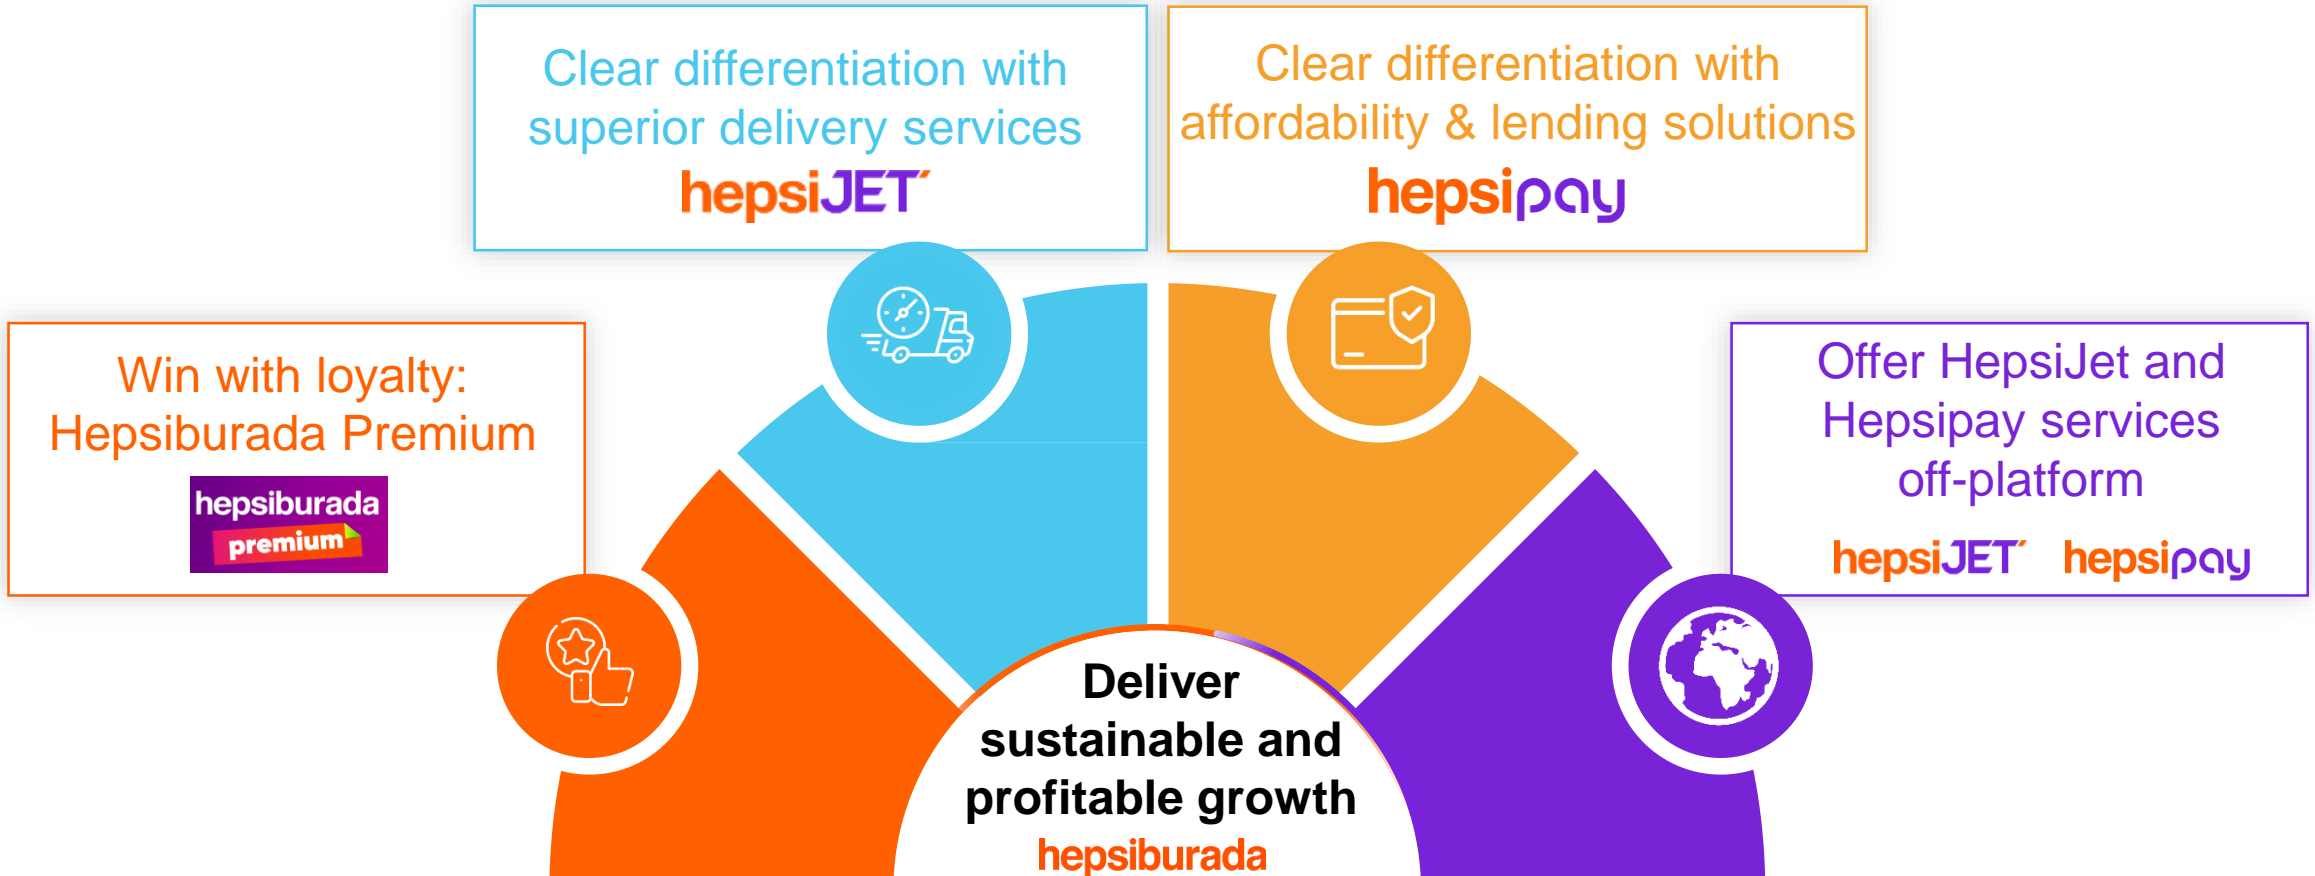 Clear differentiation with
superior delivery services
hepsiJET
Clear differentiation with
affordability & lending solutions
hepsipay
Win with loyalty:
Hepsiburada Premium
hepsiburada
premium
Offer HepsiJet and
Hepsipay services
off-platform
hepsiJET hepsipay
Deliver
sustainable and
profitable growth
hepsiburada